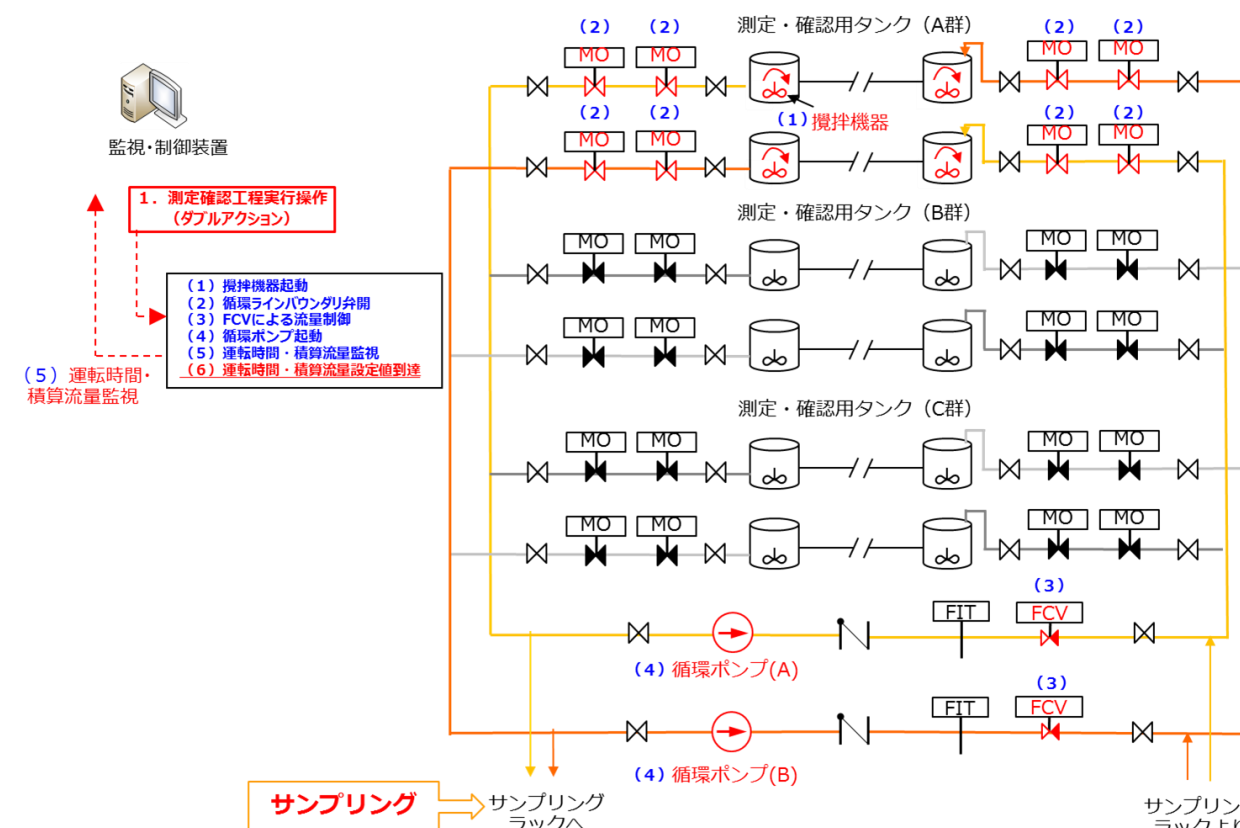 (2) (2) 測定・確認用タンク（A群） (2) (2)
MO MO MO MO
(2) (2) (1)攪拌機器 (2) (2)
MO MO MO MO
監視・制御装置
1．測定確認工程実行操作
（ダブルアクション）
測定・確認用タンク（B群）
MO MO MO MO
（1）攪拌機器起動
（2）循環ラインバウンダリ弁開
（3）FCVによる流量制御
（4）循環ポンプ起動
（5）運転時間・積算流量監視
（6）運転時間・積算流量設定値到達
MO MO MO MO
（5）運転時間・
積算流量監視
測定・確認用タンク（C群）
MO MO MO MO
MO MO MO MO
(3)
FIT FCV
(4)循環ポンプ(A)
(3)
FIT FCV
(4)循環ポンプ(B)
サンプリング
サンプリング
ラックへ
サンプリン
ラックより